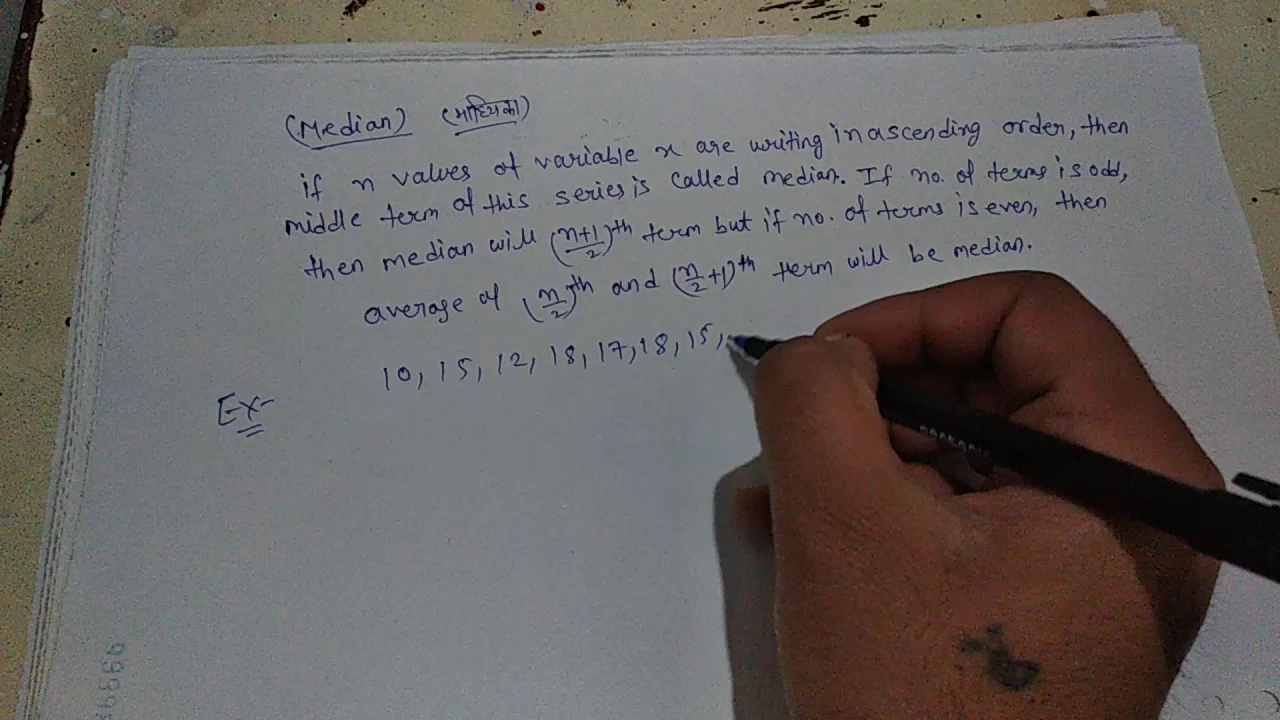 (Median) (माध्यिका)
if n values of variable x are writing in ascending order, then
middle term of this series is called median. If no. of terms is odd,
then median will (n+1/2)th term but if no. of terms is even, then
average of (n/2)th and (n/2+1)th term will be median.
Ex- 10, 15, 12, 18, 17, 18, 15,